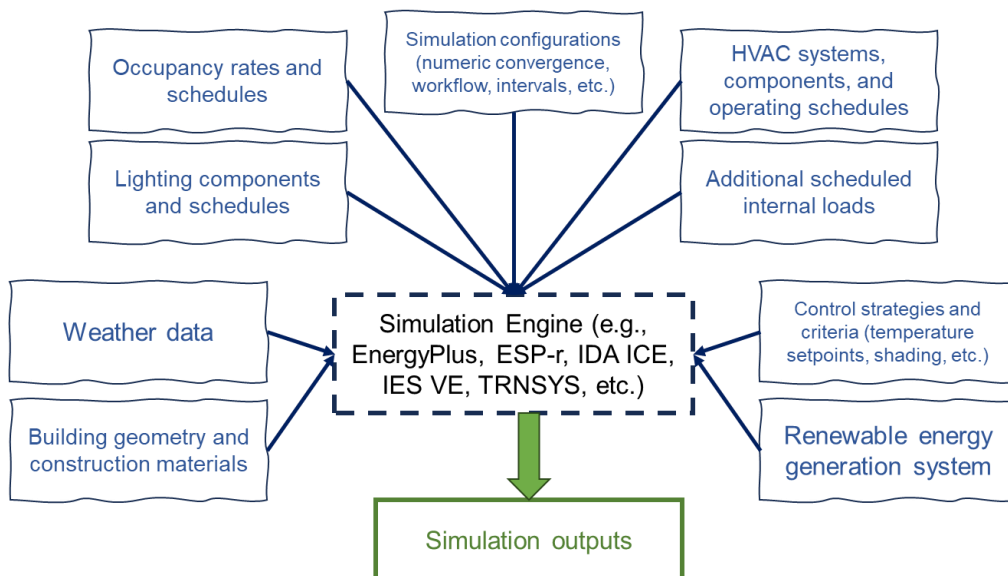 Occupancy rates and
schedules
Simulation configurations
(numeric convergence,
workflow, intervals, etc.)
HVAC systems,
components, and
operating schedules
Lighting components
and schedules
Additional scheduled
internal loads
Weather data
Simulation Engine (e.g.,
EnergyPlus, ESP-r, IDA ICE,
IES VE, TRNSYS, etc.)
Control strategies and
criteria (temperature
setpoints, shading, etc.)
Building geometry and
construction materials
Renewable energy
generation system
Simulation outputs